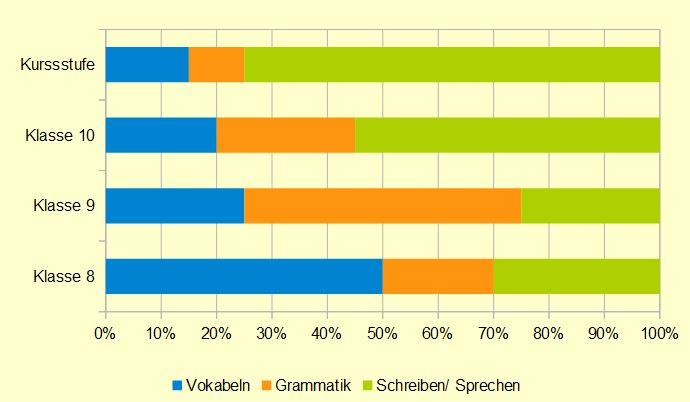 Kursstufe
Klasse 10
Klasse 9
Klasse 8
0% 10% 20% 30% 40% 50% 60% 70% 80% 90% 100%
Vokabeln Grammatik Schreiben/ Sprechen